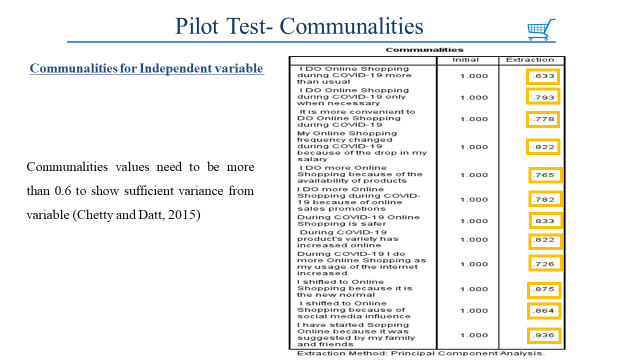 Pilot Test- Communalities
Communalities for Independent variable
Communalities values need to be more
than 0.6 to show sufficient variance from
variable (Chetty and Datt, 2015)
Communalities
Initial Extraction
I DO Online Shopping
during COVID-19 more
than usual 1.000 .633
I DO Online Shopping
during COVID-19 only
when necessary 1.000 .793
It is more convenient to
DO Online Shopping
during COVID-19 1.000 .778
My Online Shopping
frequency changed
during COVID-19
because of the drop in my
salary 1.000 .822
I DO more Online
Shopping because of the
availability of products 1.000 .765
I DO more Online
Shopping during COVID-
19 because of online
sales promotions 1.000 .782
During COVID-19 Online
Shopping is safer 1.000 .833
During COVID-19
product's variety has
increased online 1.000 .822
During COVID-19 I do
more Online Shopping as
my usage of the internet
increased 1.000 .726
I shifted to Online
Shopping because it is
the new normal 1.000 .875
I shifted to Online
Shopping because of
social media influence 1.000 .864
I have started Sopping
Online because it was
suggested by my family
and friends 1.000 .936
Extraction Method: Principal Component Analysis.